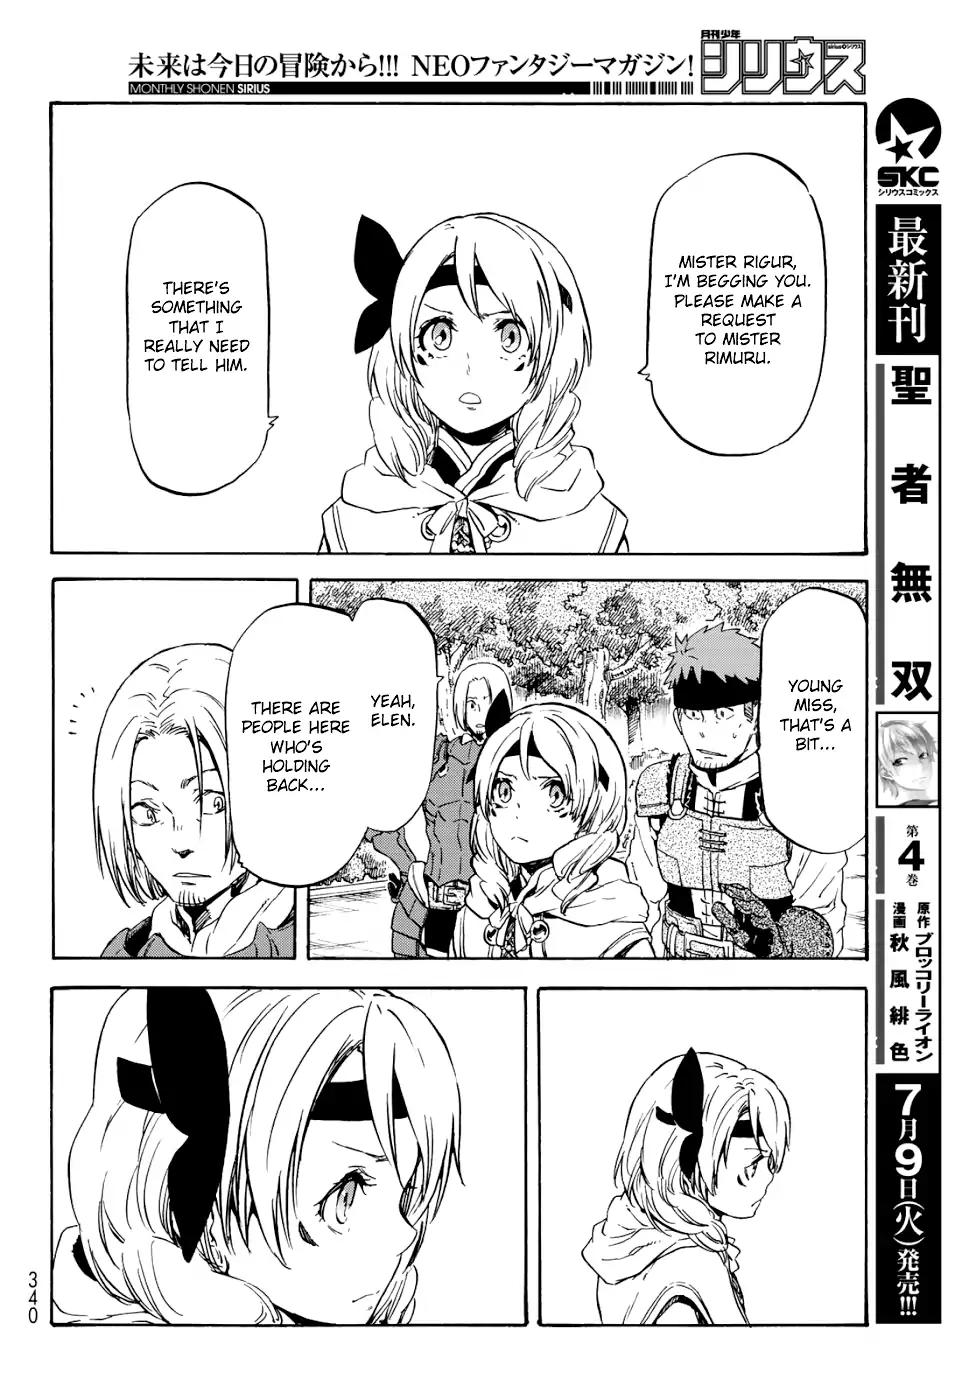 未来は今日の冒険から!!! NEOファンタジーマガジン!
MONTHLY SHONEN SIRIUS
月刊少年
シリウス
sirius●シリウス
MISTER RIGUR,
I'M BEGGING YOU.
PLEASE MAKE A
REQUEST
TO MISTER
RIMURU.
THERE'S
SOMETHING
THAT I
REALLY NEED
TO TELL HIM.
YOUNG
MISS,
THAT'S A
BIT...
YEAH,
ELEN.
THERE ARE
PEOPLE HERE
WHO'S
HOLDING
BACK...
SKC
シリウスコミックス
最新刊
聖者無双
第4巻
原作 ブロッコリーライオン
漫画 秋風緋色
7月9日(火)発売!!!
340